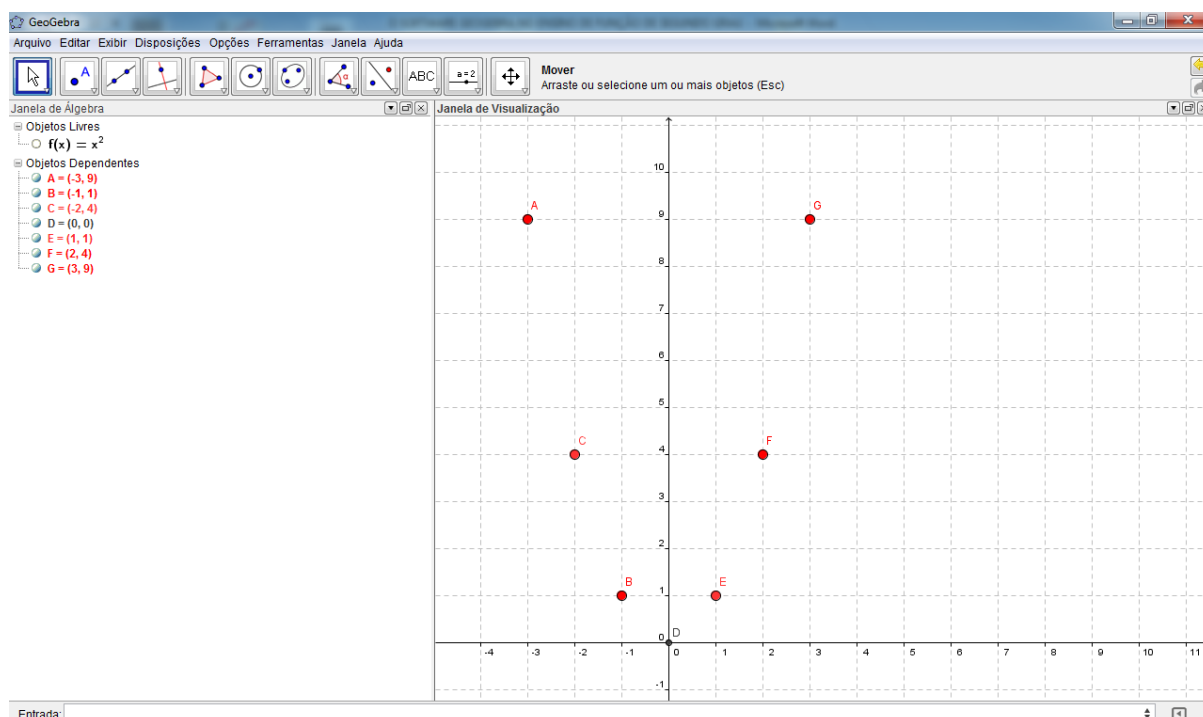 GeoGebra
Arquivo Editar Exibir Disposições Opções Ferramentas Janela Ajuda
A
α
ABC
a=2
Mover
Arraste ou selecione um ou mais objetos (Esc)
Janela de Álgebra
Janela de Visualização
Objetos Livres
f(x) = x²
Objetos Dependentes
A = (-3, 9)
B = (-1, 1)
C = (-2, 4)
D = (0, 0)
E = (1, 1)
F = (2, 4)
G = (3, 9)
10
A
G
9
8
7
6
5
C
F
4
3
2
B
E
1
D
0
-4 -3 -2 -1 0 1 2 3 4 5 6 7 8 9 10 11
-1
Entrada: